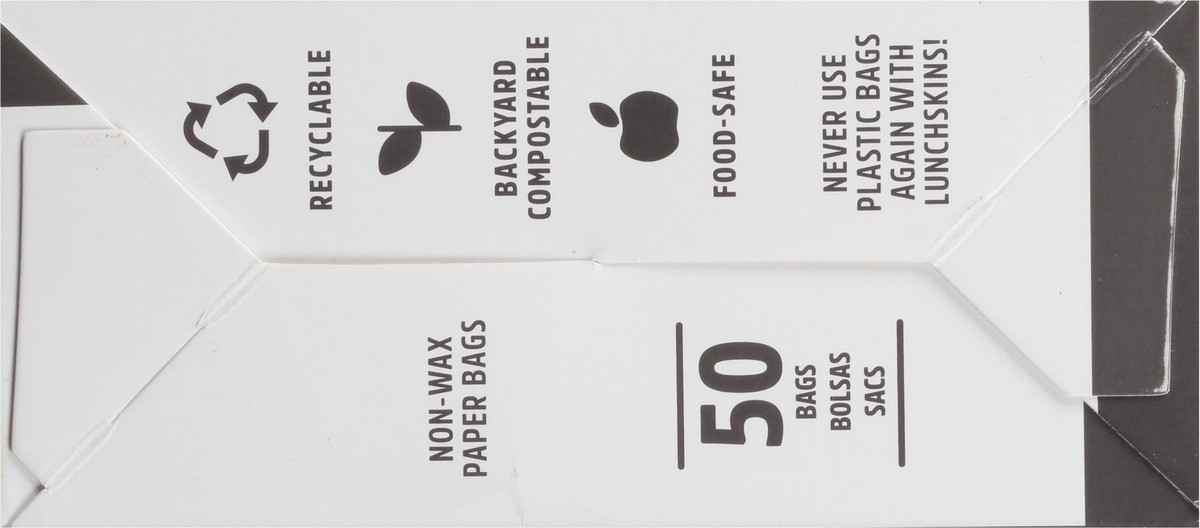 RECYCLABLE
BACKYARD
COMPOSTABLE
FOOD-SAFE
NEVER USE
PLASTIC BAGS
AGAIN WITH
LUNCHSKINS!
NON-WAX
PAPER BAGS
50
BAGS
BOLSAS
SACS